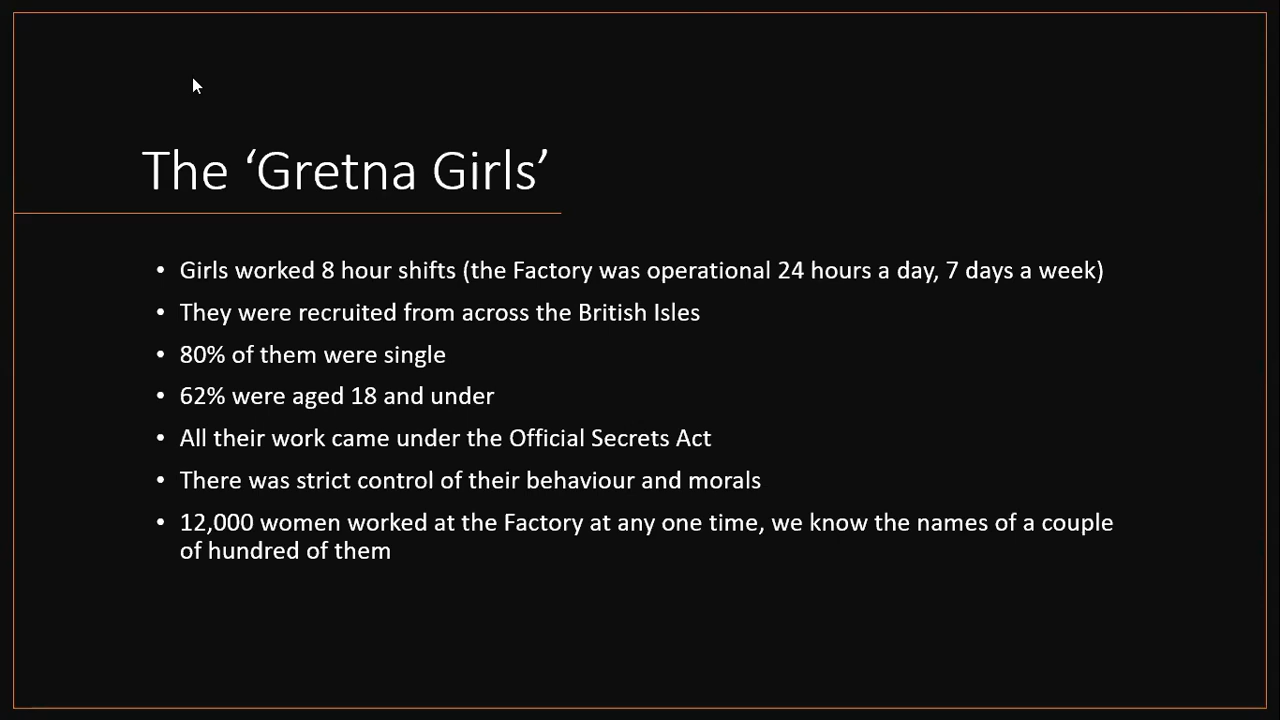 The ‘Gretna Girls’
• Girls worked 8 hour shifts (the Factory was operational 24 hours a day, 7 days a week)
• They were recruited from across the British Isles
• 80% of them were single
• 62% were aged 18 and under
• All their work came under the Official Secrets Act
• There was strict control of their behaviour and morals
• 12,000 women worked at the Factory at any one time, we know the names of a couple
of hundred of them